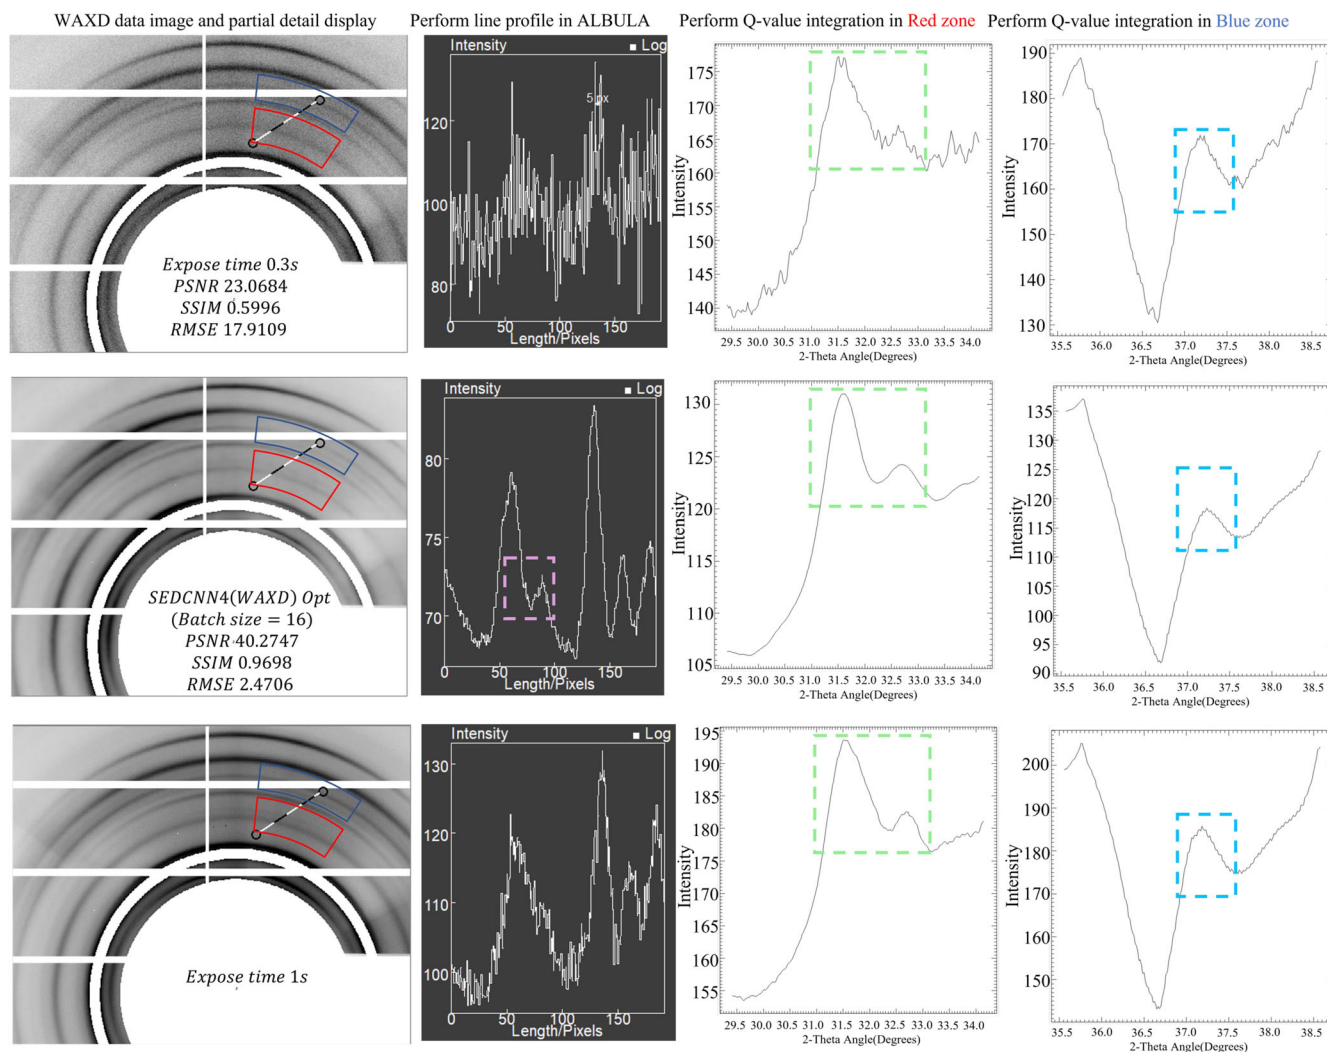 WAXD data image and partial detail display
Perform line profile in ALBULA
Perform Q-value integration in Red zone
Perform Q-value integration in Blue zone
Expose time 0.3s
PSNR 23.0684
SSIM 0.5996
RMSE 17.9109
Intensity
Log
5 px
120
100
80
0 50 100 150
Length/Pixels
Intensity
175
170
165
160
155
150
145
140
29.5 30.0 30.5 31.0 31.5 32.0 32.5 33.0 33.5 34.0
2-Theta Angle(Degrees)
Intensity
190
180
170
160
150
140
130
35.5 36.0 36.5 37.0 37.5 38.0 38.5
2-Theta Angle(Degrees)
SEDCNN4(WAXD) Opt
(Batch size = 16)
PSNR 40.2747
SSIM 0.9698
RMSE 2.4706
Intensity
Log
80
75
70
0 50 100 150
Length/Pixels
Intensity
130
125
120
115
110
105
29.5 30.0 30.5 31.0 31.5 32.0 32.5 33.0 33.5 34.0
2-Theta Angle(Degrees)
Intensity
135
130
125
120
115
110
105
100
95
90
35.5 36.0 36.5 37.0 37.5 38.0 38.5
2-Theta Angle(Degrees)
Expose time 1s
Intensity
Log
130
120
110
100
0 50 100 150
Length/Pixels
Intensity
195
190
185
180
175
170
165
160
155
29.5 30.0 30.5 31.0 31.5 32.0 32.5 33.0 33.5 34.0
2-Theta Angle(Degrees)
Intensity
200
190
180
170
160
150
35.5 36.0 36.5 37.0 37.5 38.0 38.5
2-Theta Angle(Degrees)